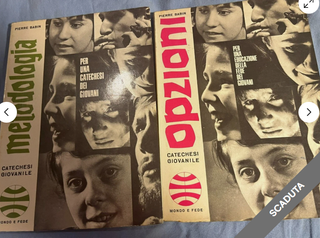 PIERRE BABIN
metodologia
PER
UNA
CATECHESI
DEI
GIOVANI
CATECHESI
GIOVANILE
MONDO E FEDE
PIERRE BABIN
opzioni
PER
UNA
EDUCAZIONE
DELLA
FEDE
DEI
GIOVANI
CATECHESI
GIOVANILE
MONDO E FEDE
SCADUTA